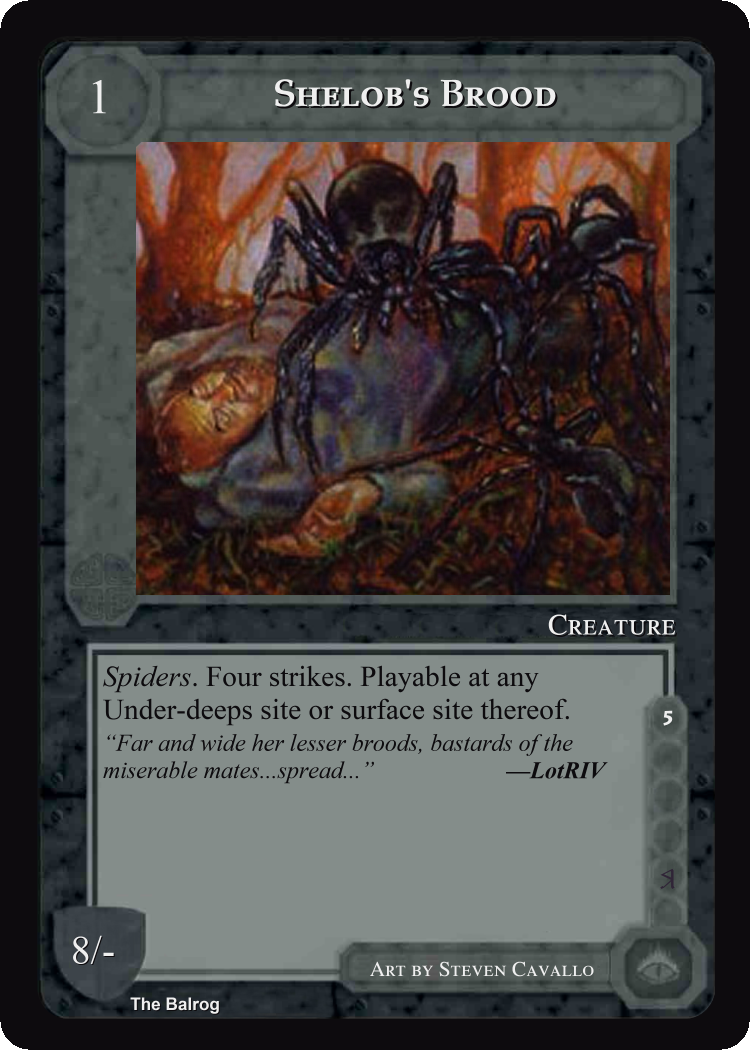 1
Shelob's Brood
Creature
Spiders. Four strikes. Playable at any
Under-deeps site or surface site thereof.
“Far and wide her lesser broods, bastards of the
miserable mates...spread...” —LotRIV
5
8/-
Art by Steven Cavallo
The Balrog